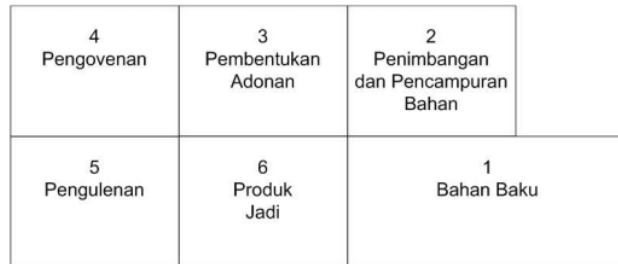 4
Pengovenan
3
Pembentukan
Adonan
2
Penimbangan
dan Pencampuran
Bahan
5
Pengulenan
6
Produk
Jadi
1
Bahan Baku